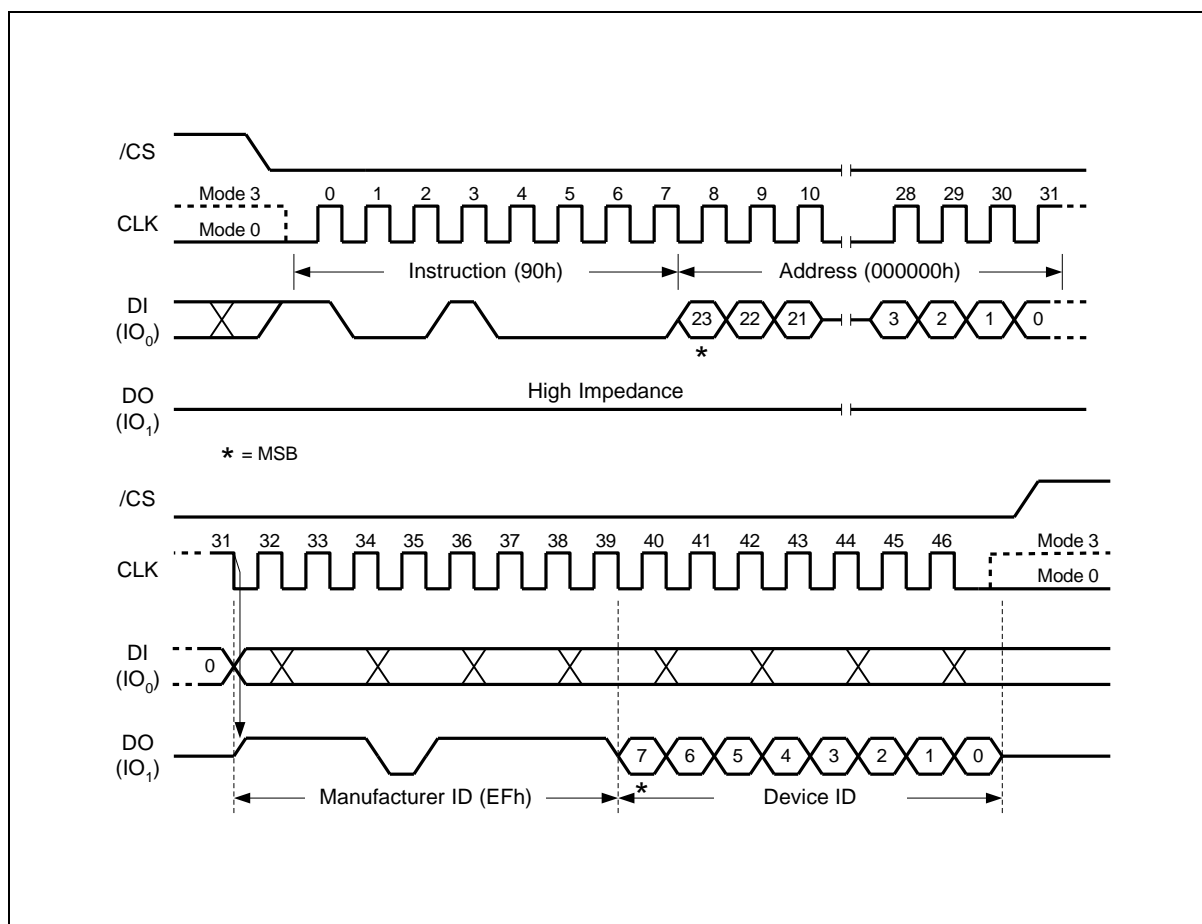 /CS
Mode 3
0 1 2 3 4 5 6 7 8 9 10 28 29 30 31
CLK
Mode 0
Instruction (90h)
Address (000000h)
DI
(IO0)
23 22 21 3 2 1 0
*
High Impedance
DO
(IO1)
* = MSB
/CS
31 32 33 34 35 36 37 38 39 40 41 42 43 44 45 46
Mode 3
CLK
Mode 0
DI
(IO0)
0
DO
(IO1)
7 6 5 4 3 2 1 0
*
Manufacturer ID (EFh)
Device ID